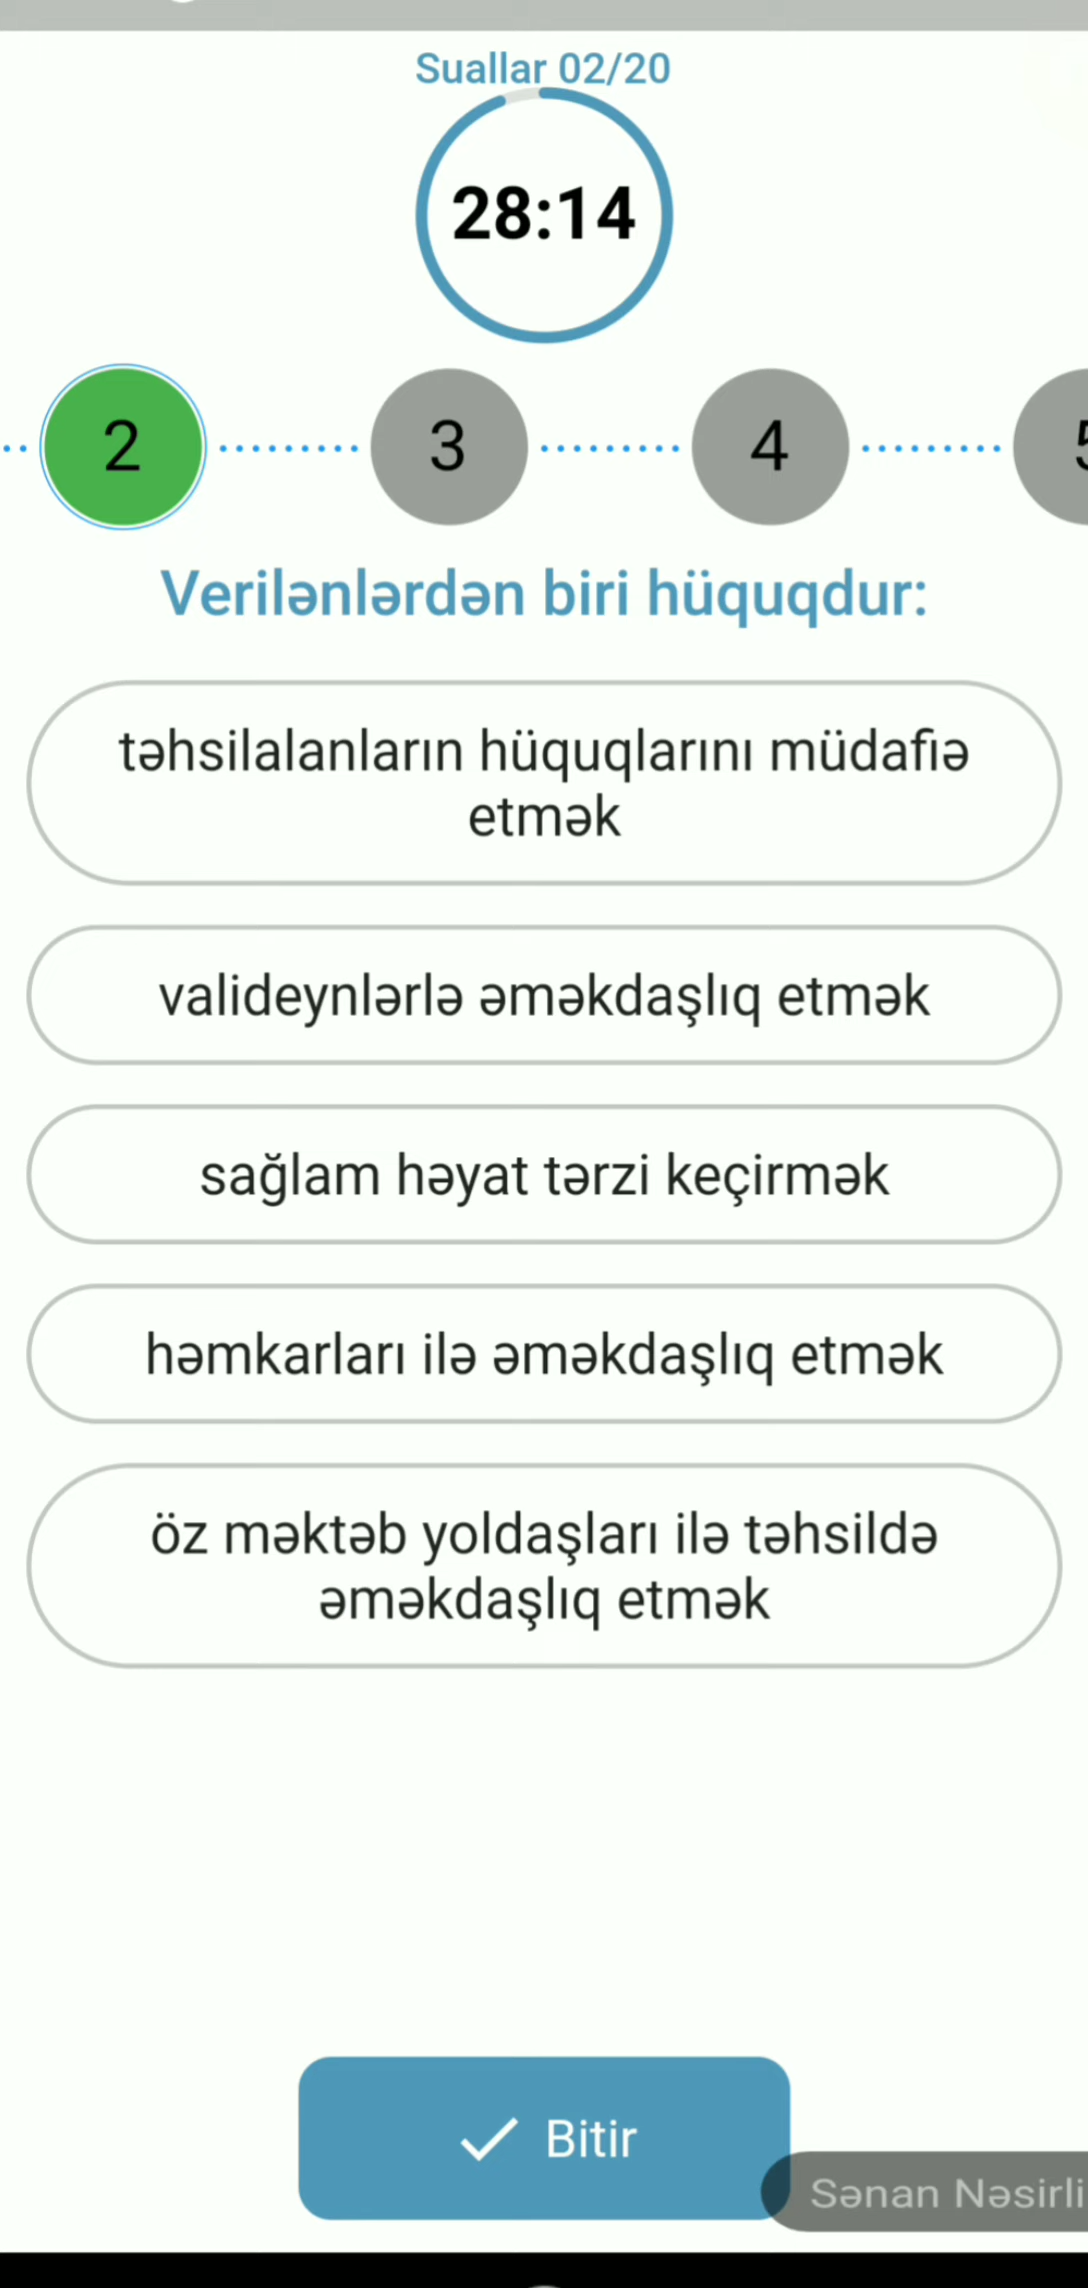 Suallar 02/20
28:14
2
3
4
5
Verilənlərdən biri hüquqdur:
təhsilalanların hüquqlarını müdafiə
etmək
valideynlərlə əməkdaşlıq etmək
sağlam həyat tərzi keçirmək
həmkarları ilə əməkdaşlıq etmək
öz məktəb yoldaşları ilə təhsildə
əməkdaşlıq etmək
Bitir
Sənan Nəsirli